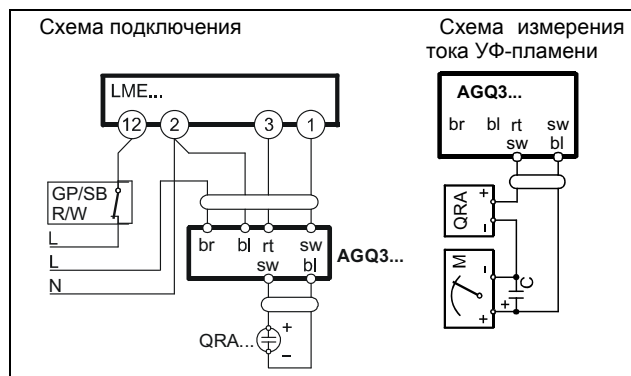 Схема подключения
LME...
12 2 3 1
GP/SB
R/W
L
L
N
br bl rt sw
sw bl
AGQ3...
QRA...
+
–
Схема измерения
тока УФ-пламени
AGQ3...
br bl rt sw
sw bl
QRA
+
-
M
-
+
+
C